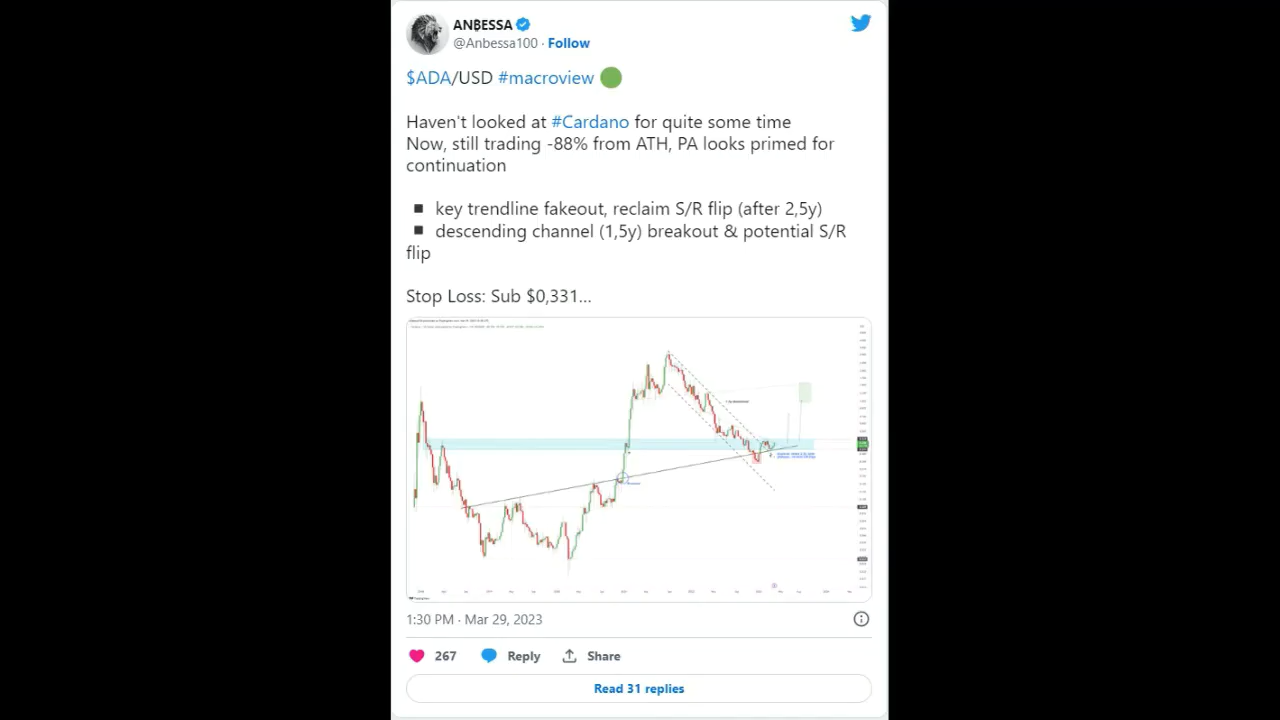 ANɃESSA
@Anbessa100 · Follow
$ADA/USD #macroview
Haven't looked at #Cardano for quite some time
Now, still trading -88% from ATH, PA looks primed for
continuation
key trendline fakeout, reclaim S/R flip (after 2,5y)
descending channel (1,5y) breakout & potential S/R
flip
Stop Loss: Sub $0,331...
1:30 PM · Mar 29, 2023
267 Reply Share
Read 31 replies